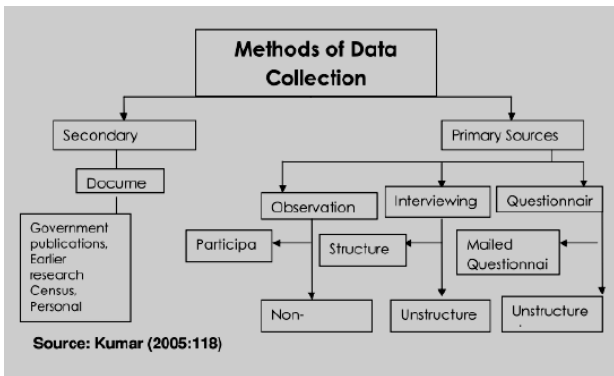 Methods of Data
Collection
Secondary
Primary Sources
Docume
Observation
Interviewing
Questionnair
Government
publications,
Earlier
research
Census,
Personal
Participa
Structure
Mailed
Questionnai
Non-
Unstructure
Unstructure
Source: Kumar (2005:118)